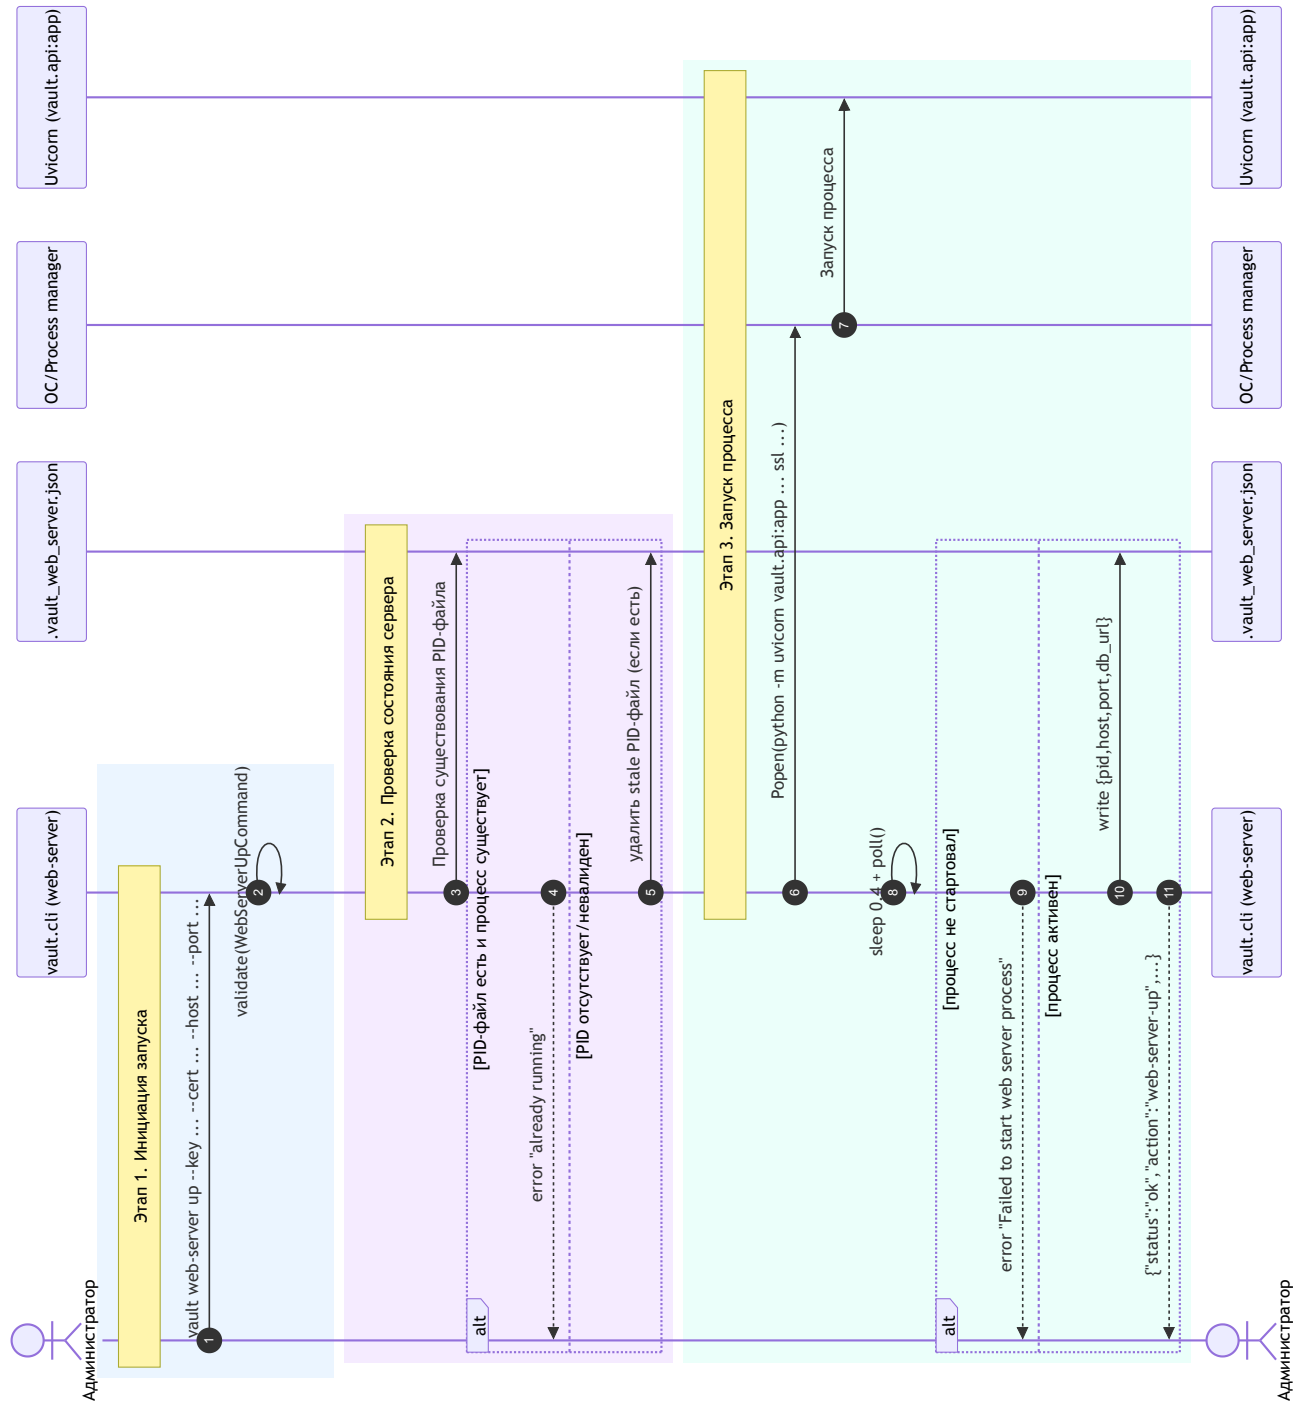 Администратор
vault.cli (web-server)
.vault_web_server.json
ОС/Process manager
Uvicorn (vault.api:app)
Этап 1. Инициация запуска
vault web-server up --key ... --cert ... --host ... --port ...
1
validate(WebServerUpCommand)
2
Этап 2. Проверка состояния сервера
Проверка существования PID-файла
3
alt
[PID-файл есть и процесс существует]
error "already running"
4
[PID отсутствует/невалиден]
удалить stale PID-файл (если есть)
5
Этап 3. Запуск процесса
Popen(python -m uvicorn vault.api:app ... ssl ...)
6
Запуск процесса
7
sleep 0.4 + poll()
8
alt
[процесс не стартовал]
error "Failed to start web server process"
9
[процесс активен]
write {pid,host,port,db_url}
10
{"status":"ok","action":"web-server-up",...}
11
Администратор
vault.cli (web-server)
.vault_web_server.json
ОС/Process manager
Uvicorn (vault.api:app)